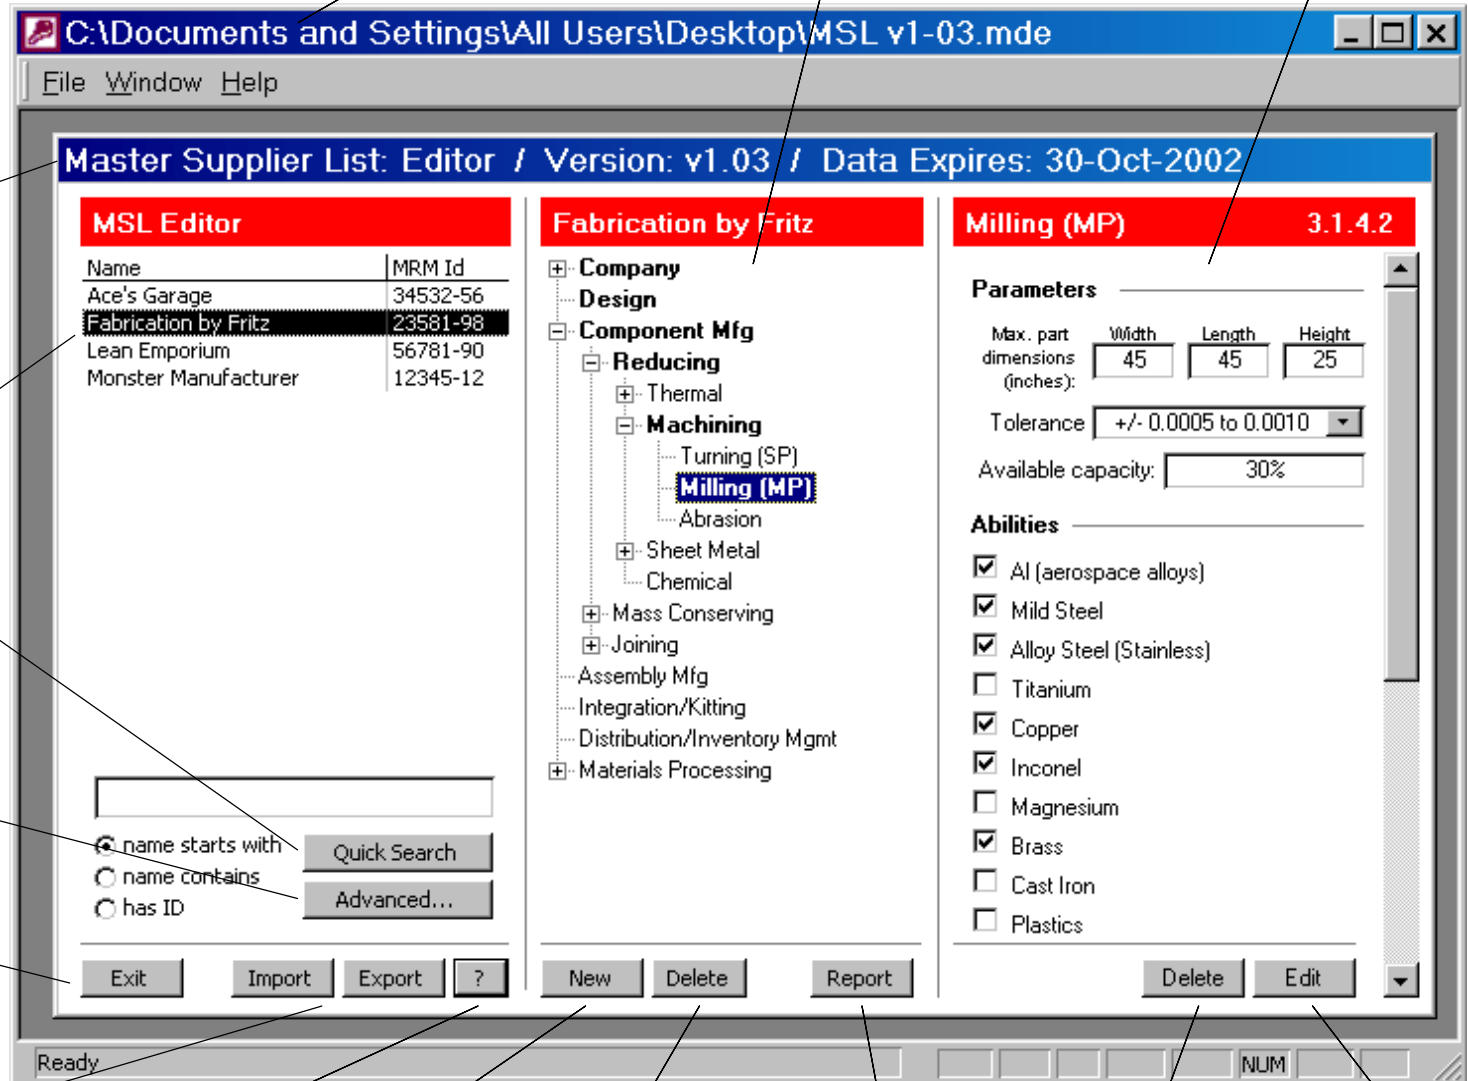 C:\Documents and Settings\All Users\Desktop\MSL v1-03.mde
File Window Help
Master Supplier List: Editor / Version: v1.03 / Data Expires: 30-Oct-2002
MSL Editor
Name MRM Id
Ace's Garage 34532-56
Fabrication by Fritz 23581-98
Lean Emporium 56781-90
Monster Manufacturer 12345-12
name starts with
name contains
has ID
Quick Search
Advanced...
Exit Import Export ?
Fabrication by Fritz
Company
Design
Component Mfg
Reducing
Thermal
Machining
Turning (SP)
Milling (MP)
Abrasion
Sheet Metal
Chemical
Mass Conserving
Joining
Assembly Mfg
Integration/Kitting
Distribution/Inventory Mgmt
Materials Processing
New Delete Report
Milling (MP) 3.1.4.2
Parameters
Max. part dimensions (inches):
Width Length Height
45 45 25
Tolerance +/- 0.0005 to 0.0010
Available capacity: 30%
Abilities
Al (aerospace alloys)
Mild Steel
Alloy Steel (Stainless)
Titanium
Copper
Inconel
Magnesium
Brass
Cast Iron
Plastics
Delete Edit
Ready NUM